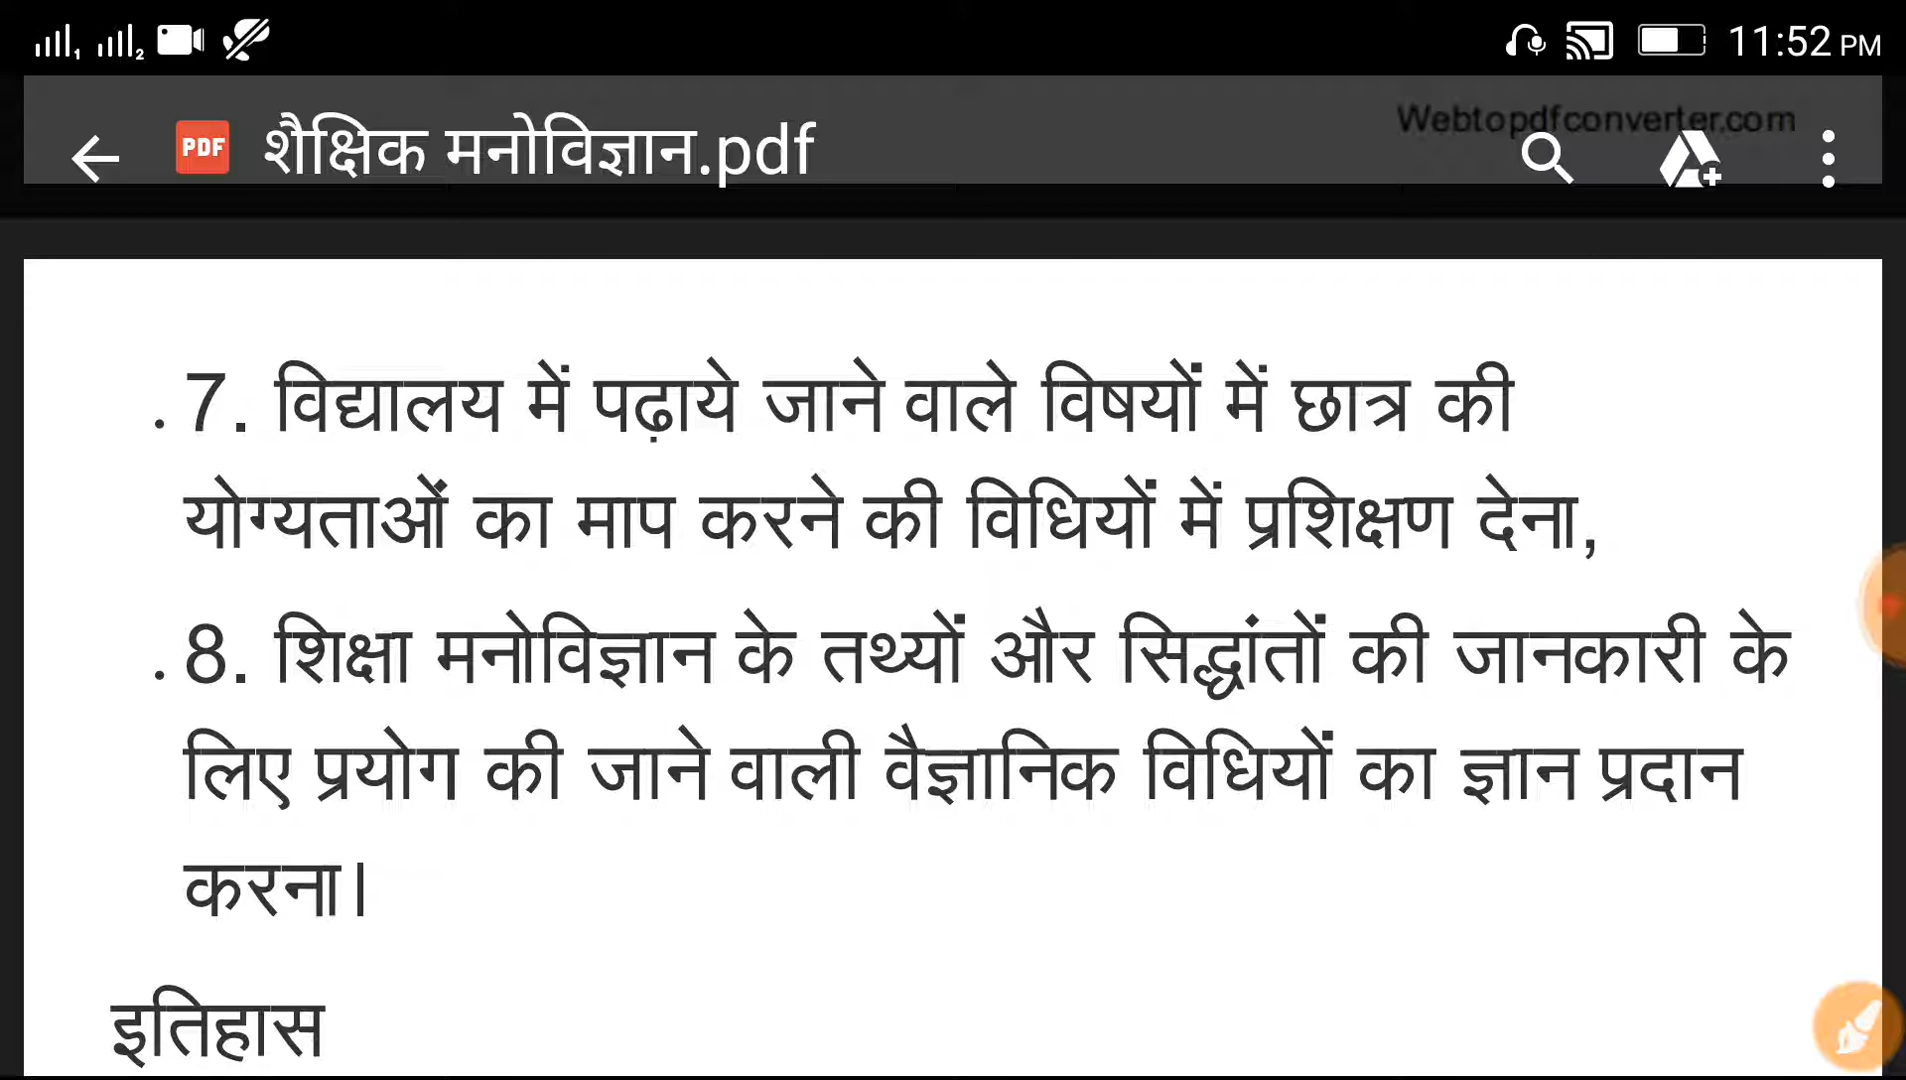 11:52 PM
Webtopdfconverter.com
PDF शैक्षिक मनोविज्ञान.pdf
. 7. विद्यालय में पढ़ाये जाने वाले विषयों में छात्र की
योग्यताओं का माप करने की विधियों में प्रशिक्षण देना,
. 8. शिक्षा मनोविज्ञान के तथ्यों और सिद्धांतों की जानकारी के
लिए प्रयोग की जाने वाली वैज्ञानिक विधियों का ज्ञान प्रदान
करना।
इतिहास